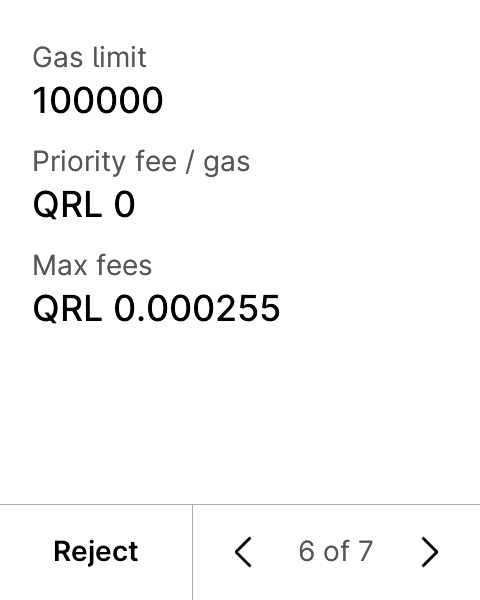 Gas limit
100000
Priority fee / gas
QRL 0
Max fees
QRL 0.000255
Reject
6 of 7